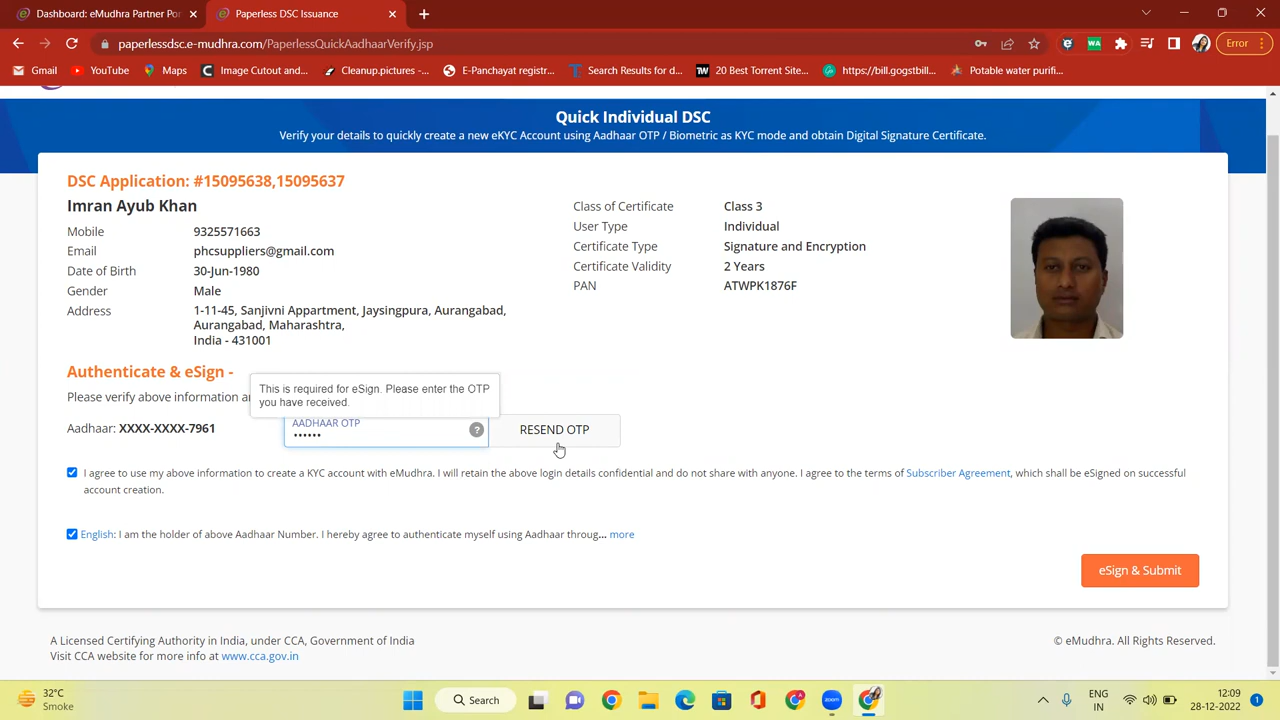 Dashboard: eMudhra Partner Por
Paperless DSC Issuance
paperlessdsc.e-mudhra.com/PaperlessQuickAadhaarVerify.jsp
WA
Error
Gmail
YouTube
Maps
Image Cutout and...
Cleanup.pictures -...
E-Panchayat registr...
Search Results for d...
20 Best Torrent Site...
https://bill.gogstbill...
Potable water purifi...
Quick Individual DSC
Verify your details to quickly create a new eKYC Account using Aadhaar OTP / Biometric as KYC mode and obtain Digital Signature Certificate.
DSC Application: #15095638,15095637
Imran Ayub Khan
Mobile 9325571663
Email phcsuppliers@gmail.com
Date of Birth 30-Jun-1980
Gender Male
Address 1-11-45, Sanjivni Appartment, Jaysingpura, Aurangabad,
Aurangabad, Maharashtra,
India - 431001
Class of Certificate Class 3
User Type Individual
Certificate Type Signature and Encryption
Certificate Validity 2 Years
PAN ATWPK1876F
Authenticate & eSign -
Please verify above information
This is required for eSign. Please enter the OTP
you have received.
Aadhaar: XXXX-XXXX-7961
AADHAAR OTP
••••••
?
RESEND OTP
I agree to use my above information to create a KYC account with eMudhra. I will retain the above login details confidential and do not share with anyone. I agree to the terms of Subscriber Agreement, which shall be eSigned on successful
account creation.
English: I am the holder of above Aadhaar Number. I hereby agree to authenticate myself using Aadhaar throug... more
eSign & Submit
A Licensed Certifying Authority in India, under CCA, Government of India
Visit CCA website for more info at www.cca.gov.in
© eMudhra. All Rights Reserved.
32°C
Smoke
Search
ENG
IN
12:09
28-12-2022
1